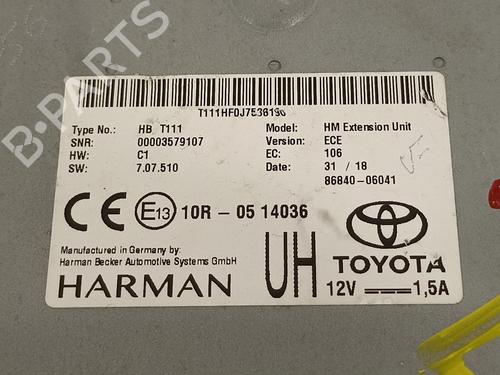 T111HF0J7538196
Type No.: HB T111 Model: HM Extension Unit
SNR: 00003579107 Version: ECE
HW: C1 EC: 106
SW: 7.07.510 Date: 31 / 18
86840-06041
CE E13 10R - 05 14036
Manufactured in Germany by:
Harman Becker Automotive Systems GmbH
UH TOYOTA
HARMAN 12V 1,5A
B-PARTS